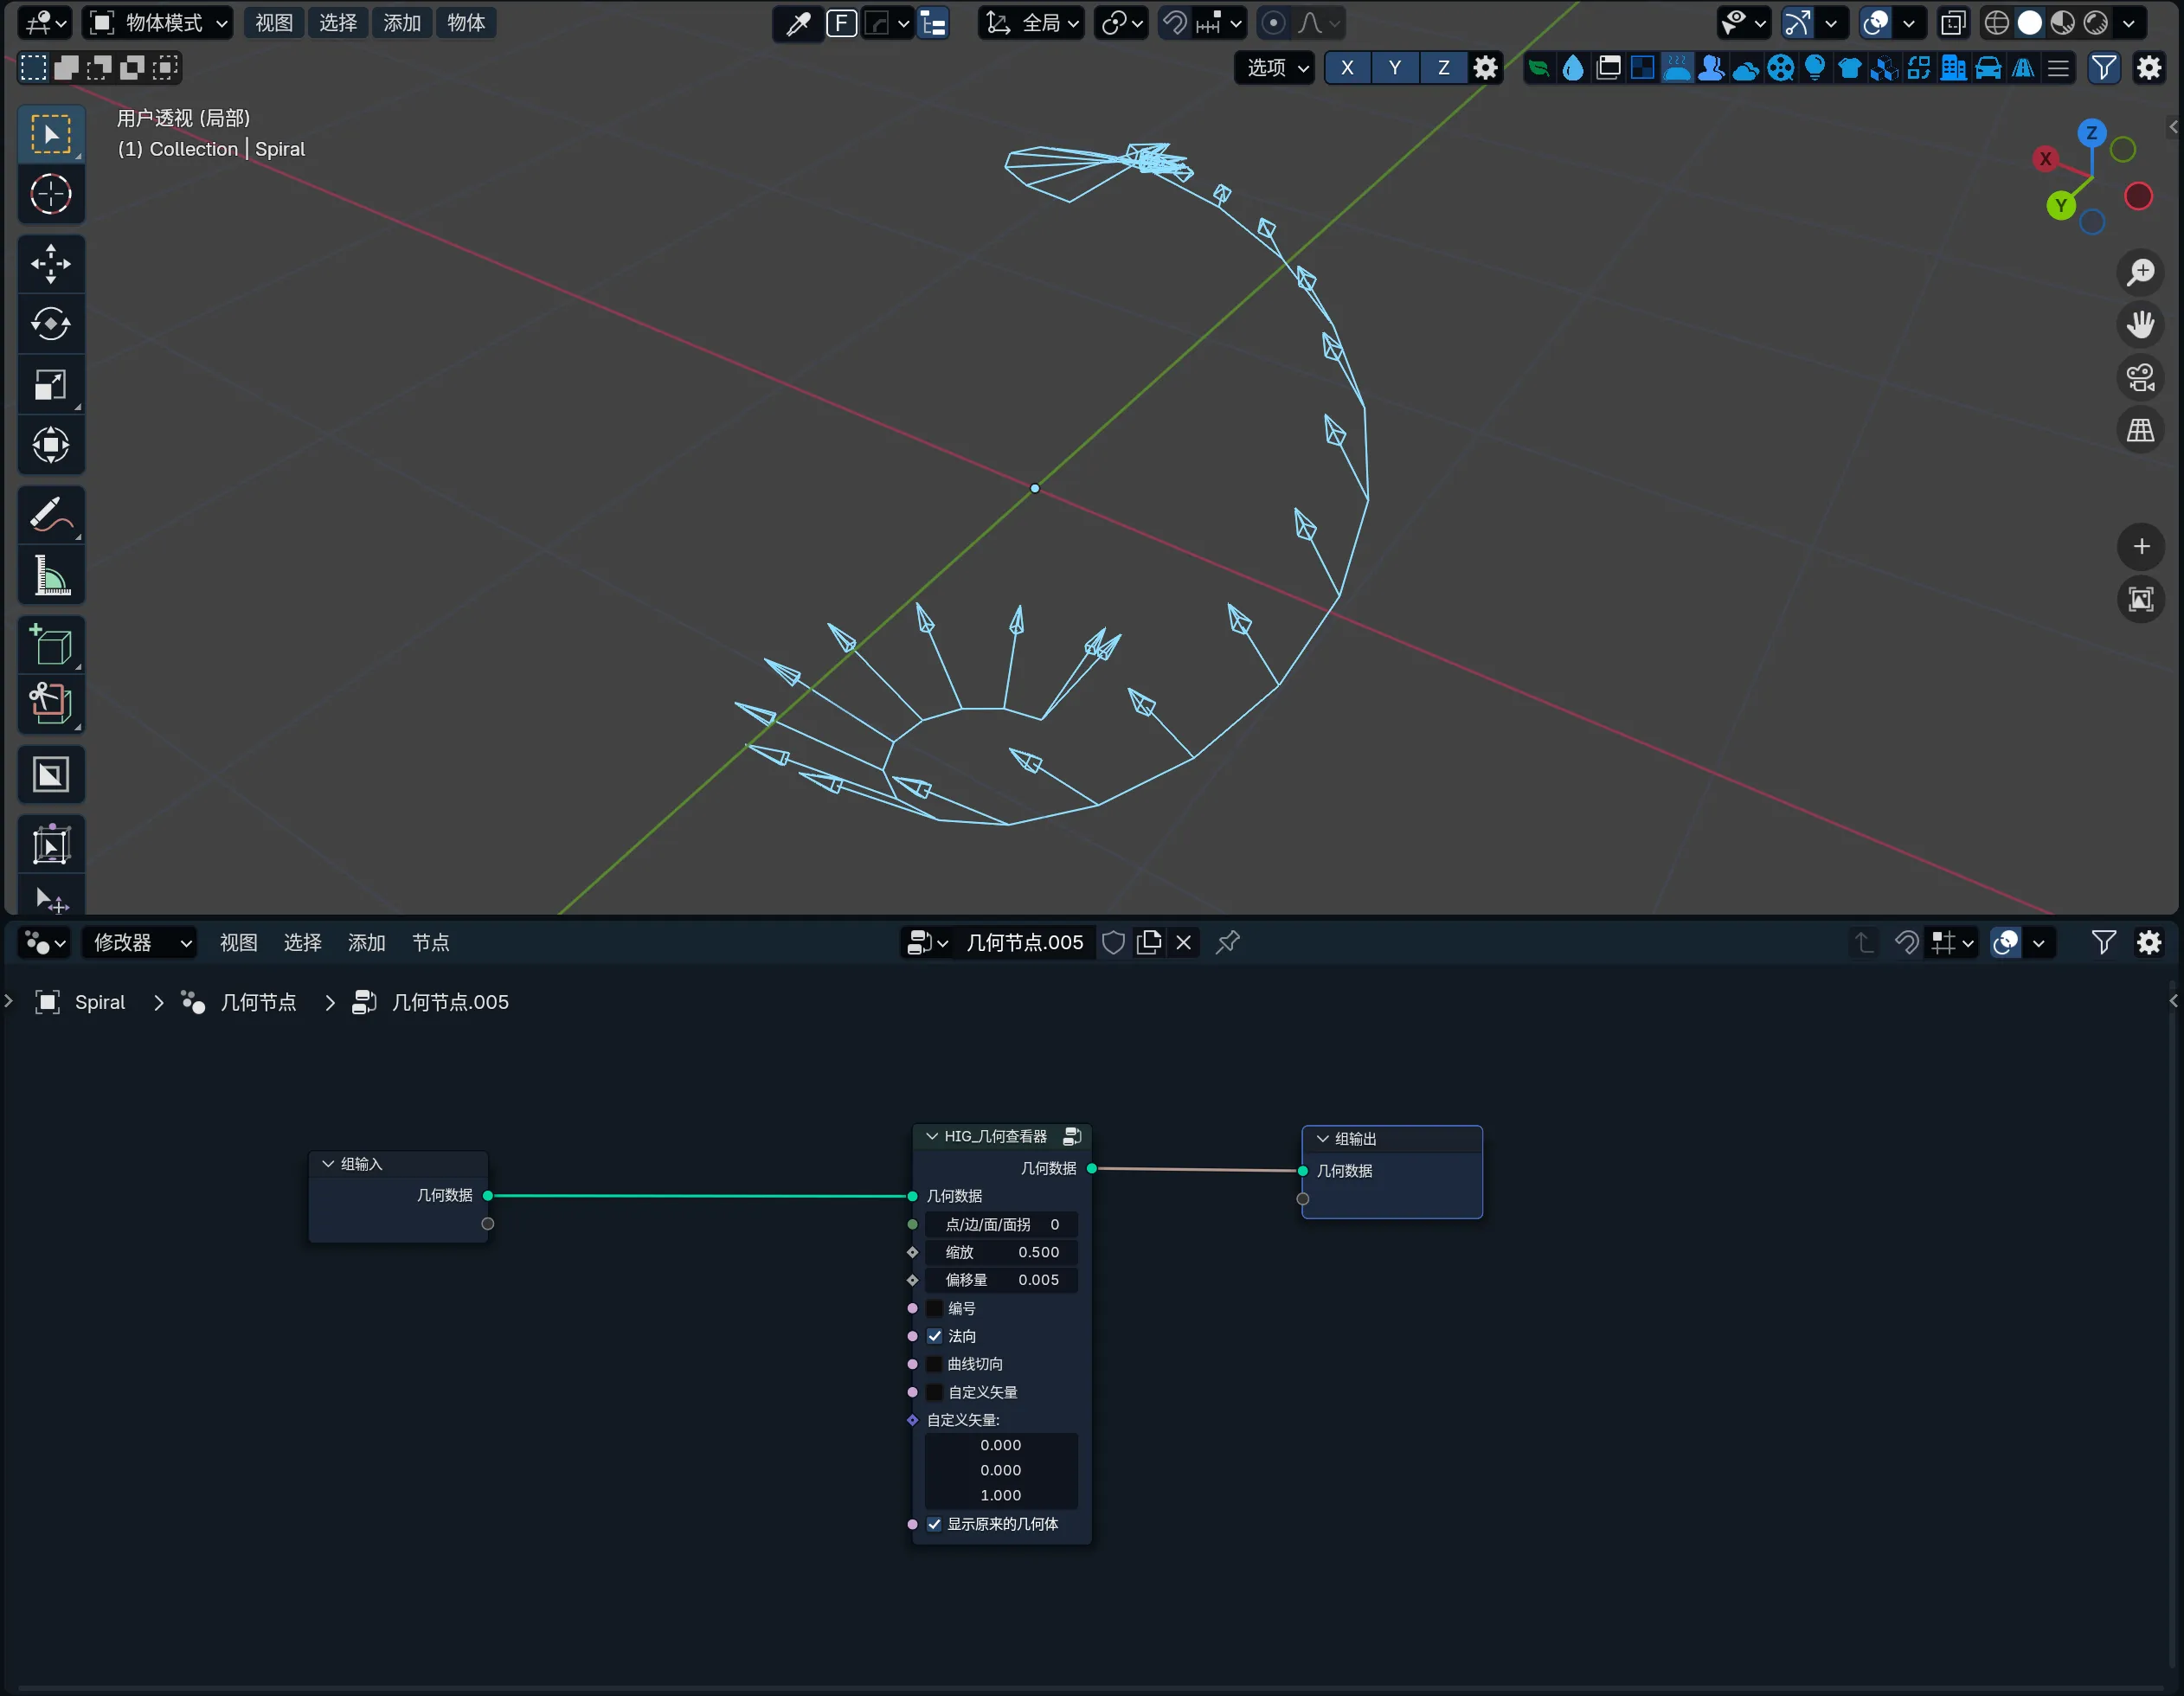 物体模式 视图 选择 添加 物体 F 全局
选项 X Y Z
用户透视 (局部)
(1) Collection | Spiral
Z
X
Y
修改器 视图 选择 添加 节点 几何节点.005
Spiral 几何节点 几何节点.005
组输入
几何数据
HIG_几何查看器
几何数据
几何数据
点/边/面/面拐 0
缩放 0.500
偏移量 0.005
编号
法向
曲线切向
自定义矢量
自定义矢量:
0.000
0.000
1.000
显示原来的几何体
组输出
几何数据